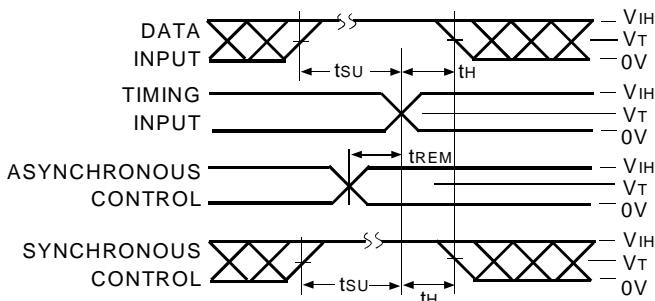 DATA INPUT
tSU
tH
VIH
VT
0V
TIMING INPUT
VIH
VT
0V
ASYNCHRONOUS CONTROL
tREM
VIH
VT
0V
SYNCHRONOUS CONTROL
tSU
tH
VIH
VT
0V